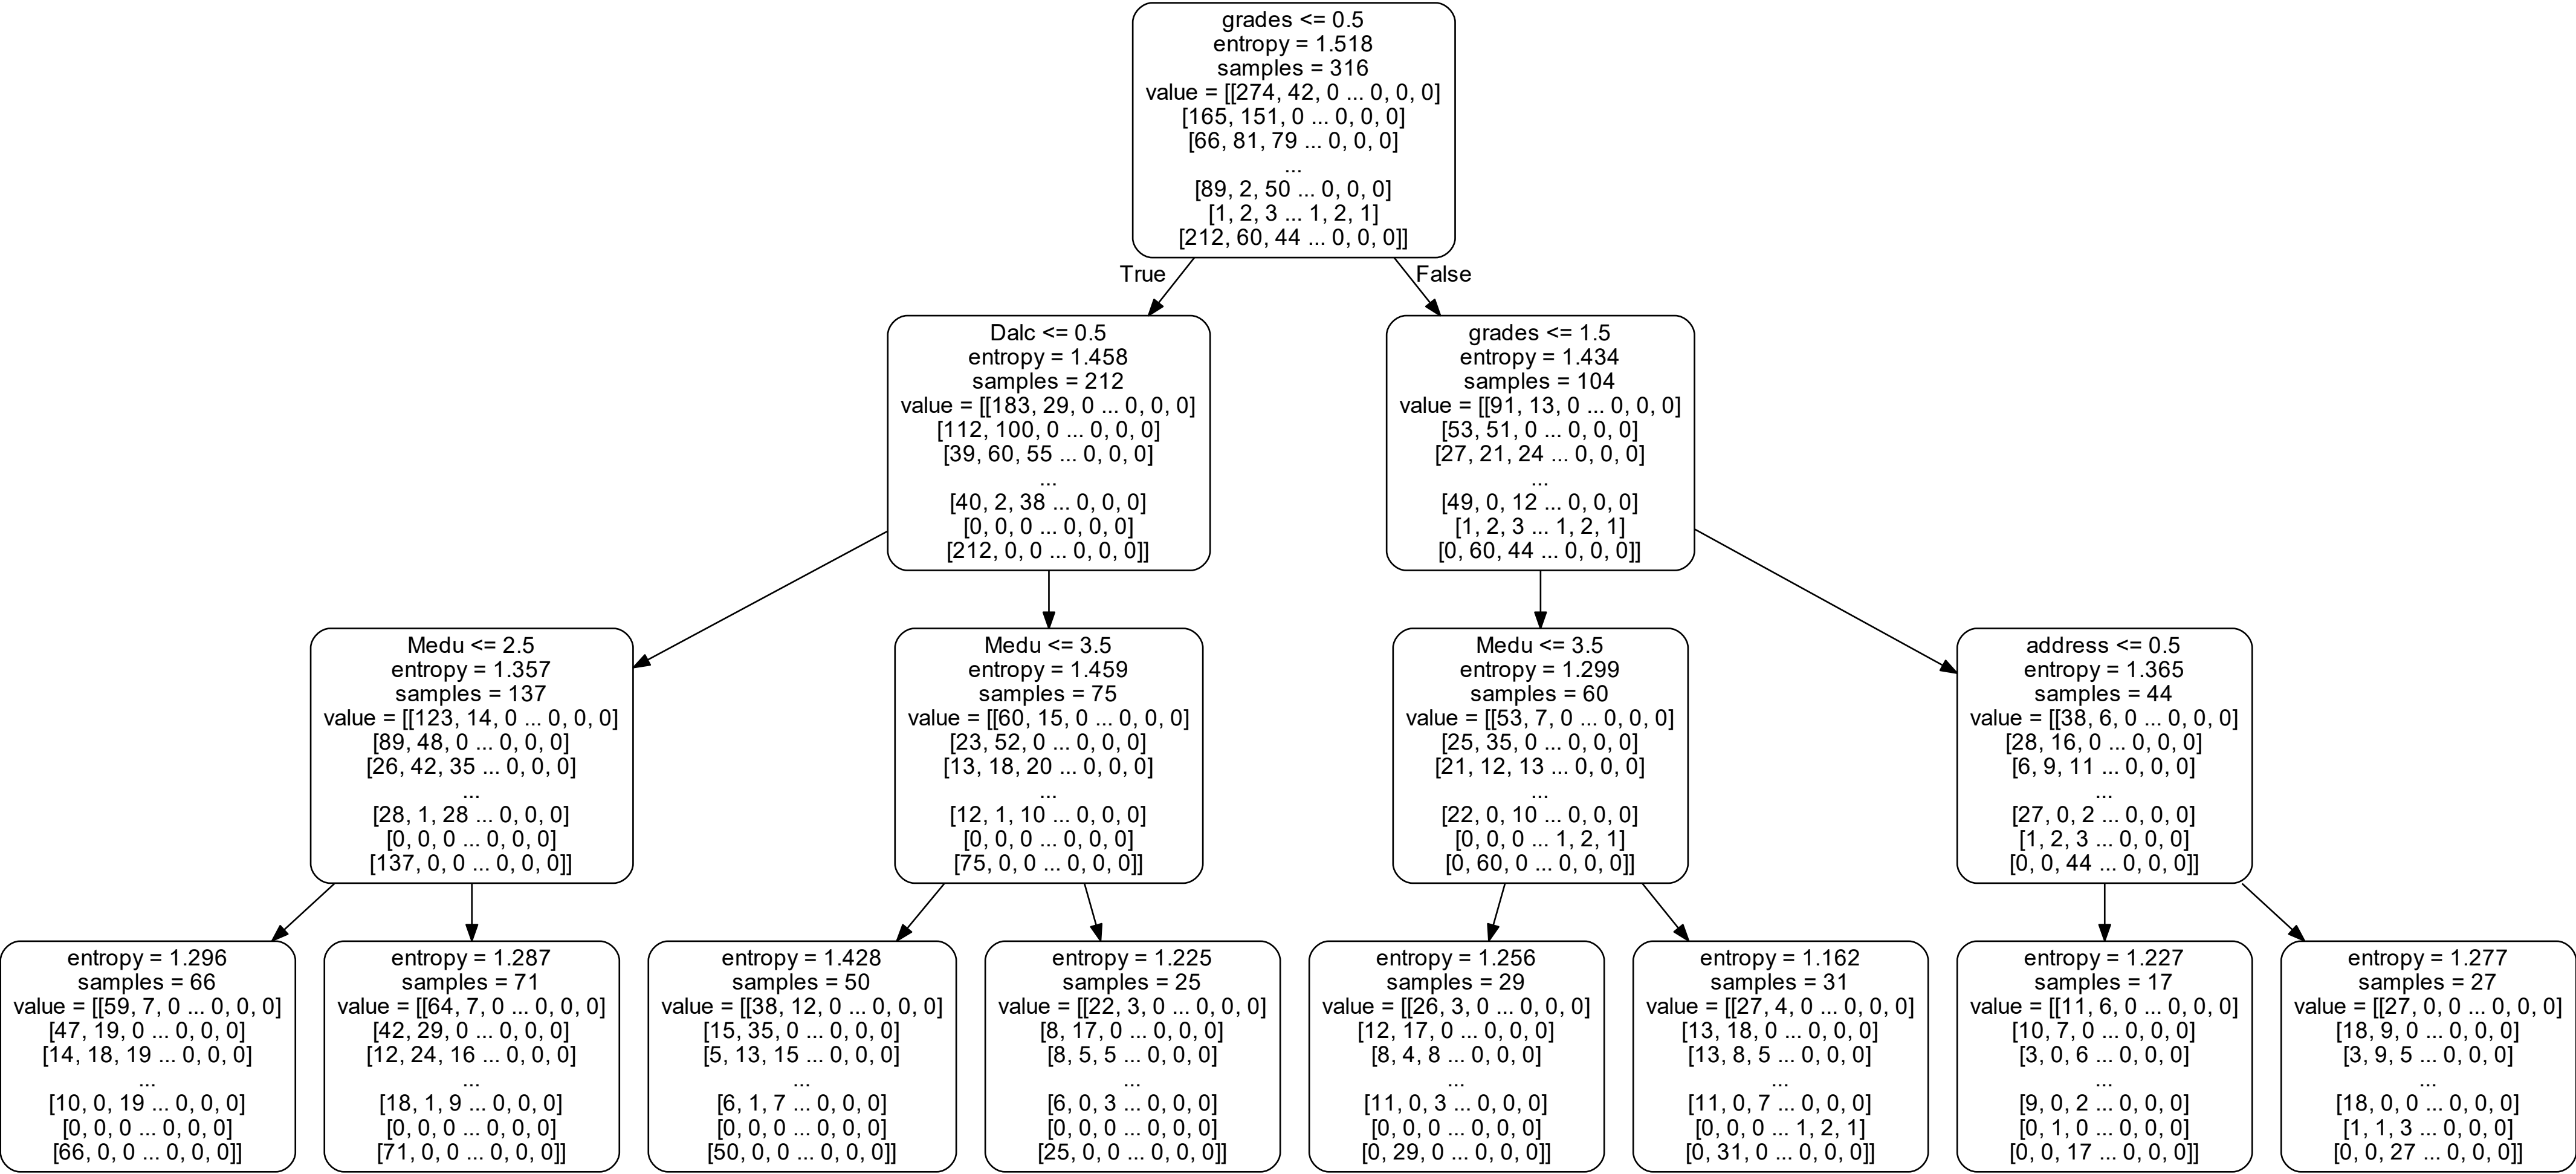 grades <= 0.5
entropy = 1.518
samples = 316
value = [[274, 42, 0 ... 0, 0, 0]
[165, 151, 0 ... 0, 0, 0]
[66, 81, 79 ... 0, 0, 0]
...
[89, 2, 50 ... 0, 0, 0]
[1, 2, 3 ... 1, 2, 1]
[212, 60, 44 ... 0, 0, 0]]
True
False
Dalc <= 0.5
entropy = 1.458
samples = 212
value = [[183, 29, 0 ... 0, 0, 0]
[112, 100, 0 ... 0, 0, 0]
[39, 60, 55 ... 0, 0, 0]
...
[40, 2, 38 ... 0, 0, 0]
[0, 0, 0 ... 0, 0, 0]
[212, 0, 0 ... 0, 0, 0]]
grades <= 1.5
entropy = 1.434
samples = 104
value = [[91, 13, 0 ... 0, 0, 0]
[53, 51, 0 ... 0, 0, 0]
[27, 21, 24 ... 0, 0, 0]
...
[49, 0, 12 ... 0, 0, 0]
[1, 2, 3 ... 1, 2, 1]
[0, 60, 44 ... 0, 0, 0]]
Medu <= 2.5
entropy = 1.357
samples = 137
value = [[123, 14, 0 ... 0, 0, 0]
[89, 48, 0 ... 0, 0, 0]
[26, 42, 35 ... 0, 0, 0]
...
[28, 1, 28 ... 0, 0, 0]
[0, 0, 0 ... 0, 0, 0]
[137, 0, 0 ... 0, 0, 0]]
Medu <= 3.5
entropy = 1.459
samples = 75
value = [[60, 15, 0 ... 0, 0, 0]
[23, 52, 0 ... 0, 0, 0]
[13, 18, 20 ... 0, 0, 0]
...
[12, 1, 10 ... 0, 0, 0]
[0, 0, 0 ... 0, 0, 0]
[75, 0, 0 ... 0, 0, 0]]
Medu <= 3.5
entropy = 1.299
samples = 60
value = [[53, 7, 0 ... 0, 0, 0]
[25, 35, 0 ... 0, 0, 0]
[21, 12, 13 ... 0, 0, 0]
...
[22, 0, 10 ... 0, 0, 0]
[0, 0, 0 ... 1, 2, 1]
[0, 60, 0 ... 0, 0, 0]]
address <= 0.5
entropy = 1.365
samples = 44
value = [[38, 6, 0 ... 0, 0, 0]
[28, 16, 0 ... 0, 0, 0]
[6, 9, 11 ... 0, 0, 0]
...
[27, 0, 2 ... 0, 0, 0]
[1, 2, 3 ... 0, 0, 0]
[0, 0, 44 ... 0, 0, 0]]
entropy = 1.296
samples = 66
value = [[59, 7, 0 ... 0, 0, 0]
[47, 19, 0 ... 0, 0, 0]
[14, 18, 19 ... 0, 0, 0]
...
[10, 0, 19 ... 0, 0, 0]
[0, 0, 0 ... 0, 0, 0]
[66, 0, 0 ... 0, 0, 0]]
entropy = 1.287
samples = 71
value = [[64, 7, 0 ... 0, 0, 0]
[42, 29, 0 ... 0, 0, 0]
[12, 24, 16 ... 0, 0, 0]
...
[18, 1, 9 ... 0, 0, 0]
[0, 0, 0 ... 0, 0, 0]
[71, 0, 0 ... 0, 0, 0]]
entropy = 1.428
samples = 50
value = [[38, 12, 0 ... 0, 0, 0]
[15, 35, 0 ... 0, 0, 0]
[5, 13, 15 ... 0, 0, 0]
...
[6, 1, 7 ... 0, 0, 0]
[0, 0, 0 ... 0, 0, 0]
[50, 0, 0 ... 0, 0, 0]]
entropy = 1.225
samples = 25
value = [[22, 3, 0 ... 0, 0, 0]
[8, 17, 0 ... 0, 0, 0]
[8, 5, 5 ... 0, 0, 0]
...
[6, 0, 3 ... 0, 0, 0]
[0, 0, 0 ... 0, 0, 0]
[25, 0, 0 ... 0, 0, 0]]
entropy = 1.256
samples = 29
value = [[26, 3, 0 ... 0, 0, 0]
[12, 17, 0 ... 0, 0, 0]
[8, 4, 8 ... 0, 0, 0]
...
[11, 0, 3 ... 0, 0, 0]
[0, 0, 0 ... 0, 0, 0]
[0, 29, 0 ... 0, 0, 0]]
entropy = 1.162
samples = 31
value = [[27, 4, 0 ... 0, 0, 0]
[13, 18, 0 ... 0, 0, 0]
[13, 8, 5 ... 0, 0, 0]
...
[11, 0, 7 ... 0, 0, 0]
[0, 0, 0 ... 1, 2, 1]
[0, 31, 0 ... 0, 0, 0]]
entropy = 1.227
samples = 17
value = [[11, 6, 0 ... 0, 0, 0]
[10, 7, 0 ... 0, 0, 0]
[3, 0, 6 ... 0, 0, 0]
...
[9, 0, 2 ... 0, 0, 0]
[0, 1, 0 ... 0, 0, 0]
[0, 0, 17 ... 0, 0, 0]]
entropy = 1.277
samples = 27
value = [[27, 0, 0 ... 0, 0, 0]
[18, 9, 0 ... 0, 0, 0]
[3, 9, 5 ... 0, 0, 0]
...
[18, 0, 0 ... 0, 0, 0]
[1, 1, 3 ... 0, 0, 0]
[0, 0, 27 ... 0, 0, 0]]